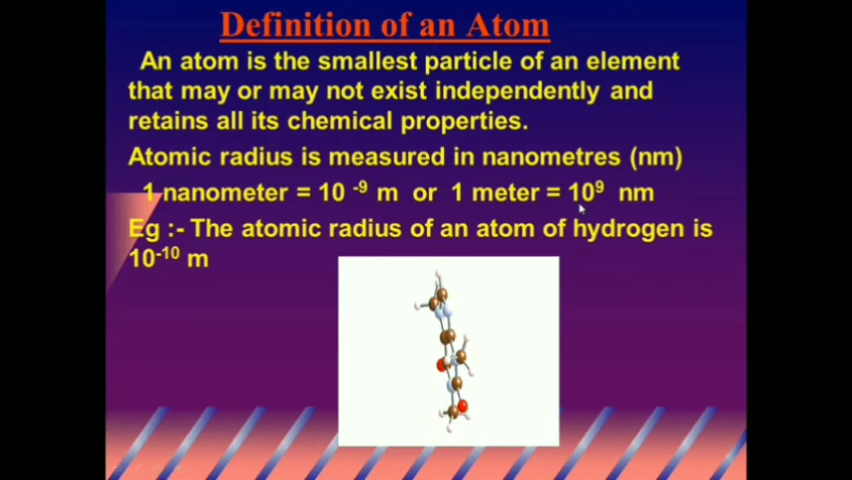 Definition of an Atom
An atom is the smallest particle of an element
that may or may not exist independently and
retains all its chemical properties.
Atomic radius is measured in nanometres (nm)
1 nanometer = 10 ⁻⁹ m or 1 meter = 10⁹ nm
Eg :- The atomic radius of an atom of hydrogen is
10⁻¹⁰ m